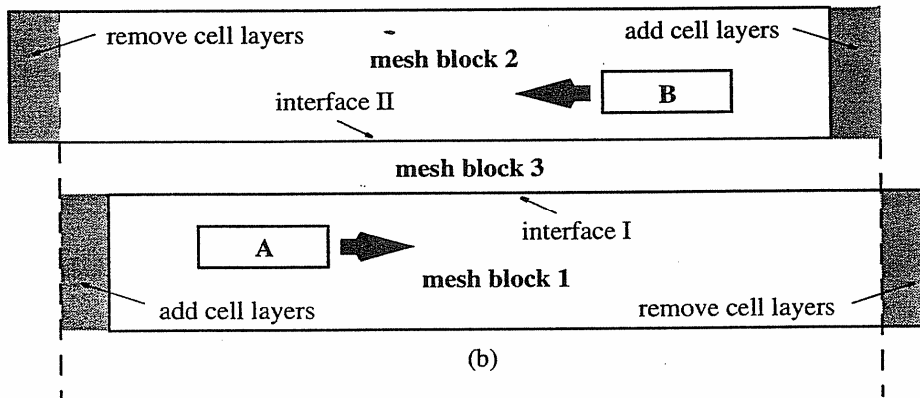 remove cell layers
add cell layers
mesh block 2
B
interface II
mesh block 3
interface I
A
mesh block 1
add cell layers
remove cell layers
(b)